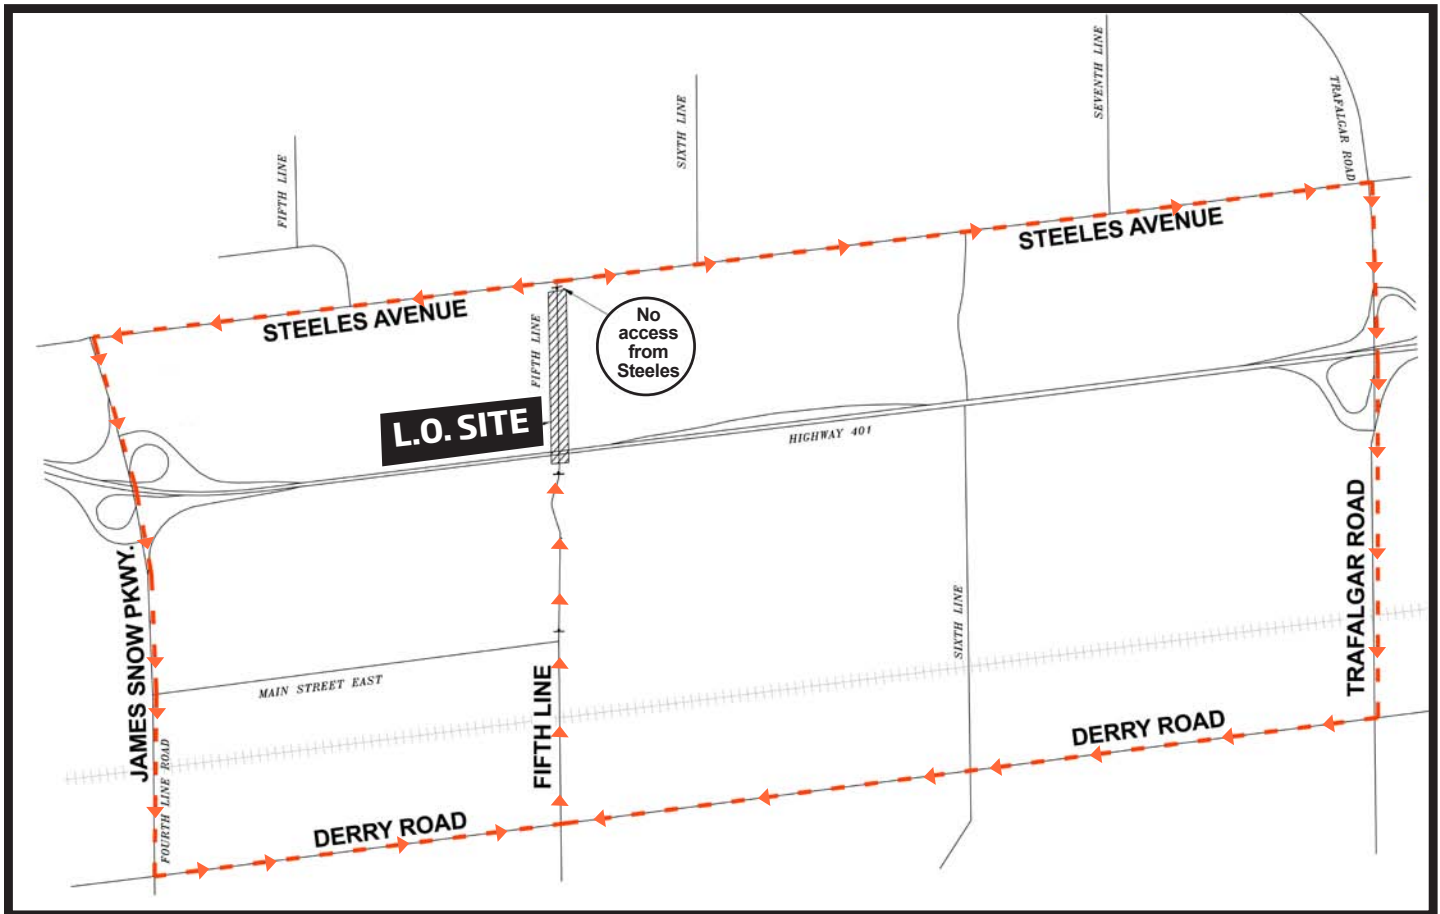 SEVENTH LINE
TRAFALGAR ROAD
SIXTH LINE
FIFTH LINE
STEELES AVENUE
STEELES AVENUE
FIFTH LINE
No
access
from
Steeles
L.O. SITE
HIGHWAY 401
JAMES SNOW PKWY.
TRAFALGAR ROAD
SIXTH LINE
MAIN STREET EAST
FIFTH LINE
FOURTH LINE ROAD
DERRY ROAD
DERRY ROAD